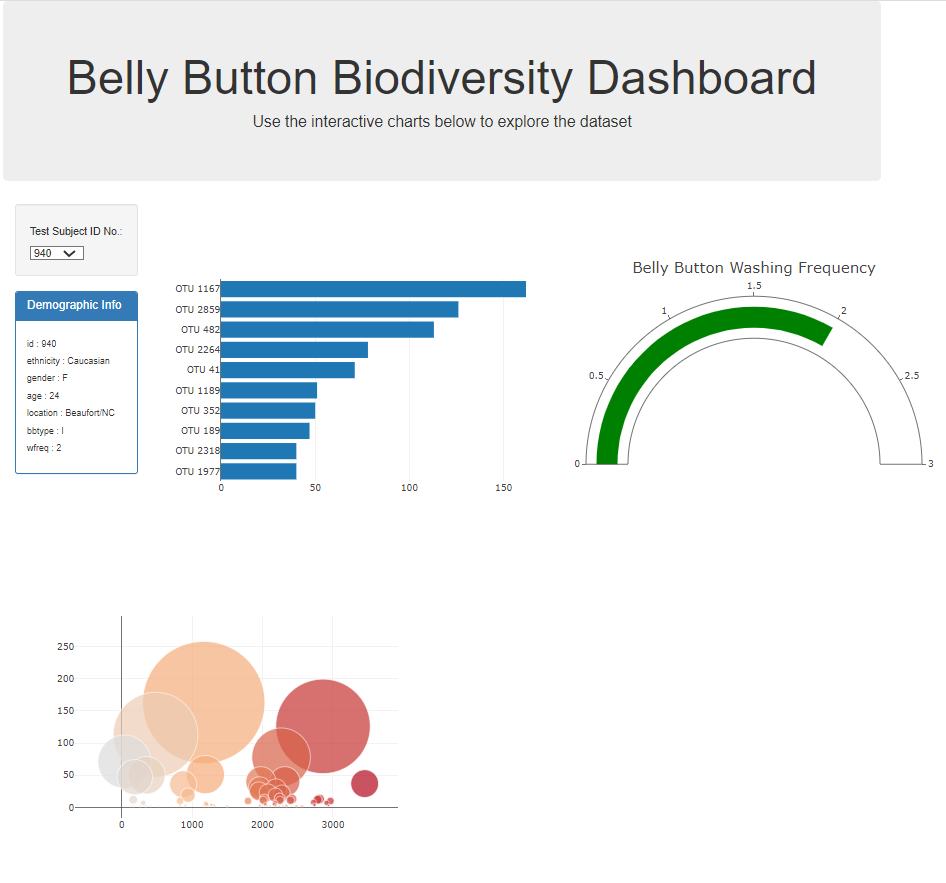 Belly Button Biodiversity Dashboard
Use the interactive charts below to explore the dataset
Test Subject ID No.:
940
Demographic Info
id : 940
ethnicity : Caucasian
gender : F
age : 24
location : Beaufort/NC
bbtype : I
wfreq : 2
OTU 1167
OTU 2859
OTU 482
OTU 2264
OTU 41
OTU 1189
OTU 352
OTU 189
OTU 2318
OTU 1977
0 50 100 150
Belly Button Washing Frequency
1.5
1 2
0.5 2.5
0 3
250
200
150
100
50
0
0 1000 2000 3000